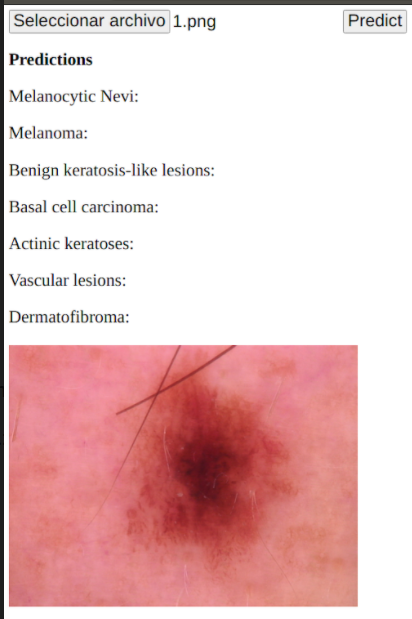 Seleccionar archivo 1.png Predict
Predictions
Melanocytic Nevi:
Melanoma:
Benign keratosis-like lesions:
Basal cell carcinoma:
Actinic keratoses:
Vascular lesions:
Dermatofibroma: